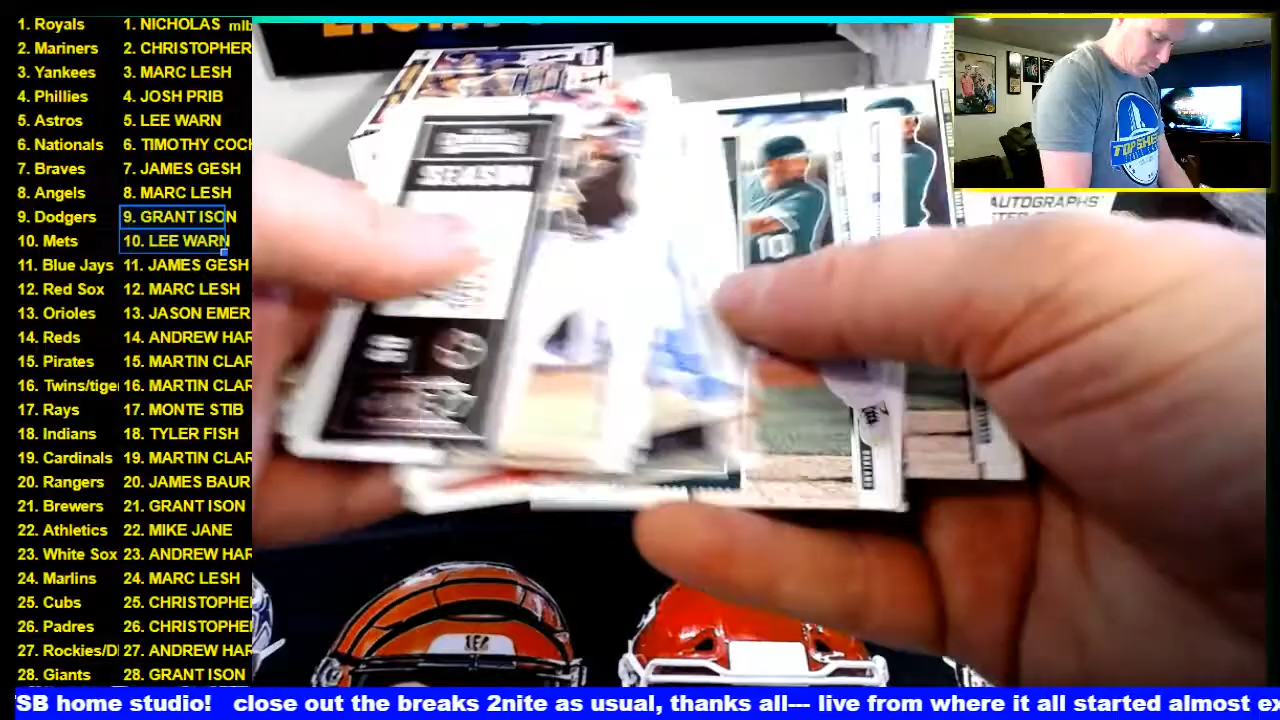 1. Royals 1. NICHOLAS mlb
2. Mariners 2. CHRISTOPHER
3. Yankees 3. MARC LESH
4. Phillies 4. JOSH PRIB
5. Astros 5. LEE WARN
6. Nationals 6. TIMOTHY COCH
7. Braves 7. JAMES GESH
8. Angels 8. MARC LESH
9. Dodgers 9. GRANT ISON
10. Mets 10. LEE WARN
11. Blue Jays 11. JAMES GESH
12. Red Sox 12. MARC LESH
13. Orioles 13. JASON EMER
14. Reds 14. ANDREW HAR
15. Pirates 15. MARTIN CLAR
16. Twins/tige 16. MARTIN CLAR
17. Rays 17. MONTE STIB
18. Indians 18. TYLER FISH
19. Cardinals 19. MARTIN CLAR
20. Rangers 20. JAMES BAUR
21. Brewers 21. GRANT ISON
22. Athletics 22. MIKE JANE
23. White Sox 23. ANDREW HAR
24. Marlins 24. MARC LESH
25. Cubs 25. CHRISTOPHE
26. Padres 26. CHRISTOPHE
27. Rockies/D 27. ANDREW HAR
28. Giants 28. GRANT ISON
SEASON
10
AUTOGRAPHS
TOPSHE
SB home studio! close out the breaks 2nite as usual, thanks all--- live from where it all started almost ex